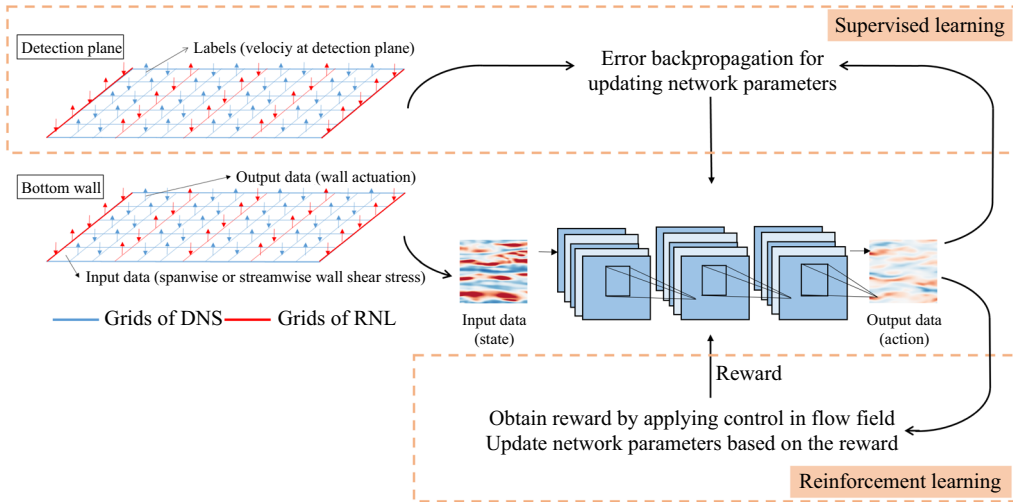 Supervised learning
Detection plane
Labels (velociy at detection plane)
Error backpropagation for
updating network parameters
Bottom wall
Output data (wall actuation)
Input data (spanwise or streamwise wall shear stress)
Grids of DNS
Grids of RNL
Input data
(state)
Output data
(action)
Reward
Obtain reward by applying control in flow field
Update network parameters based on the reward
Reinforcement learning